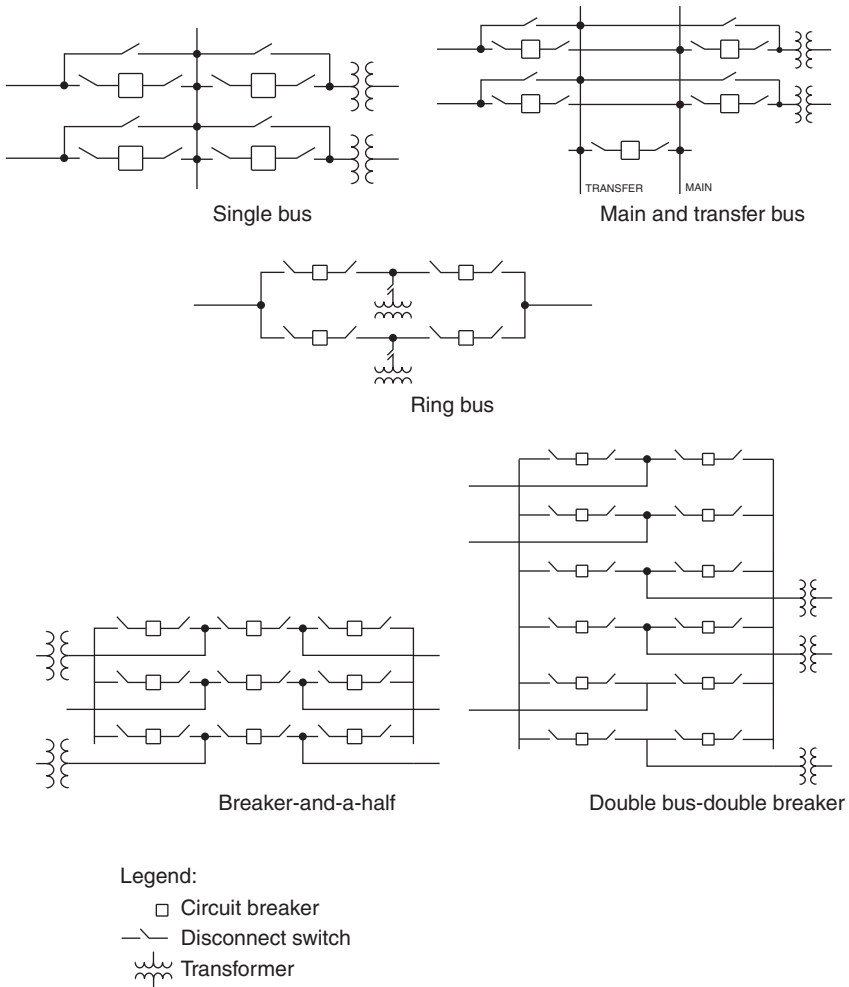 TRANSFER
MAIN
Single bus
Main and transfer bus
Ring bus
Breaker-and-a-half
Double bus-double breaker
Legend:
Circuit breaker
Disconnect switch
Transformer